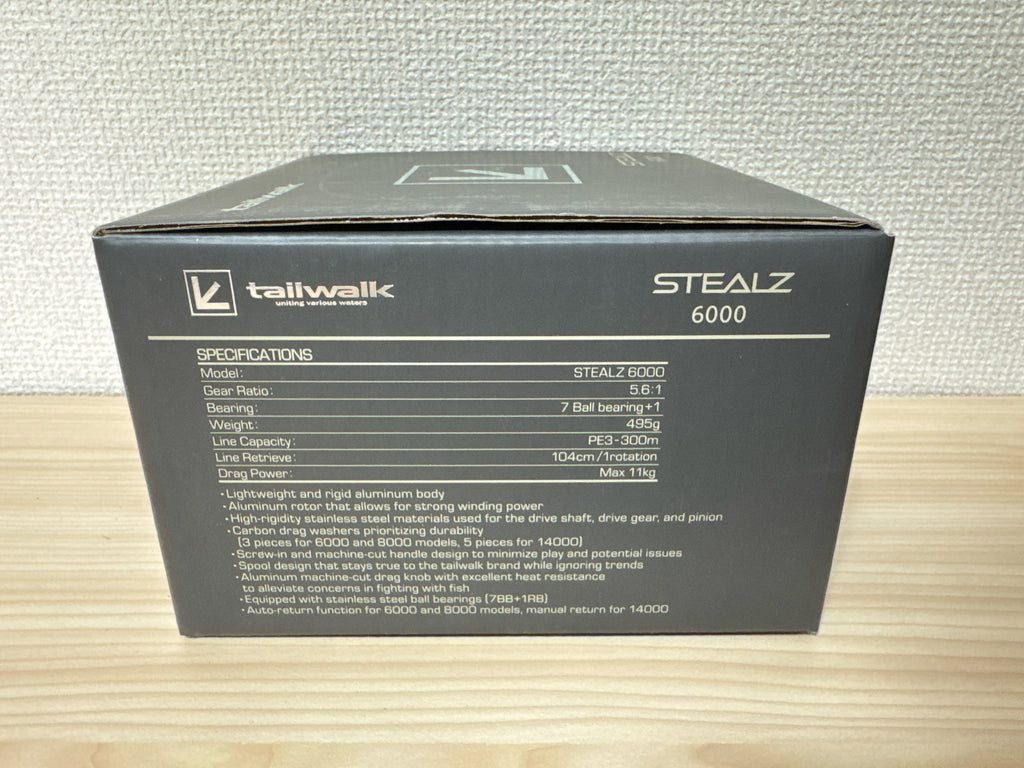 tailwalk
tailwalk
uniting various waters
STEALZ
6000
SPECIFICATIONS
Model: STEALZ 6000
Gear Ratio: 5.6:1
Bearing: 7 Ball bearing+1
Weight: 495g
Line Capacity: PE3-300m
Line Retrieve: 104cm/1rotation
Drag Power: Max 11kg
・Lightweight and rigid aluminum body
・Aluminum rotor that allows for strong winding power
・High-rigidity stainless steel materials used for the drive shaft, drive gear, and pinion
・Carbon drag washers prioritizing durability
(3 pieces for 6000 and 8000 models, 5 pieces for 14000)
・Screw-in and machine-cut handle design to minimize play and potential issues
・Spool design that stays true to the tailwalk brand while ignoring trends
・Aluminum machine-cut drag knob with excellent heat resistance
to alleviate concerns in fighting with fish
・Equipped with stainless steel ball bearings (7BB+1RB)
・Auto-return function for 6000 and 8000 models, manual return for 14000